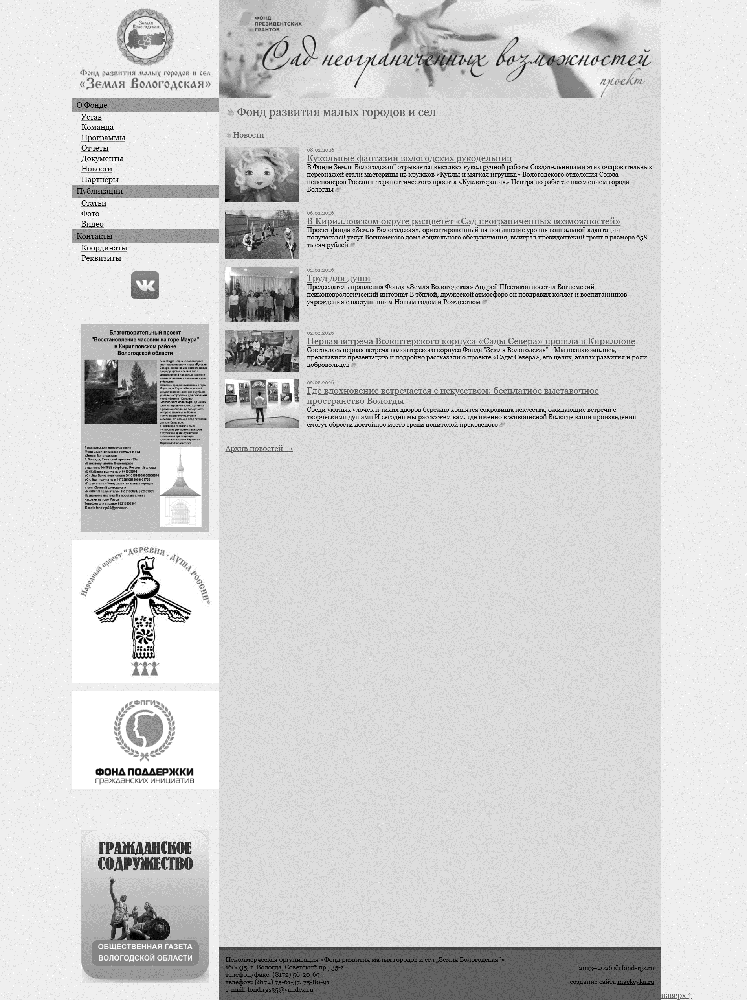 Земля
Вологодская
Фонд развития малых городов и сел
«Земля Вологодская»
ФОНД
ПРЕЗИДЕНТСКИХ
ГРАНТОВ
Сад неограниченных возможностей
проект
О Фонде
Устав
Команда
Программы
Отчеты
Документы
Новости
Партнёры
Публикации
Статьи
Фото
Видео
Контакты
Координаты
Реквизиты
Благотворительный проект
"Восстановление часовни на горе Маура"
в Кирилловском районе
Вологодской области
Гора Маура - одно из заповедных
мест национального парка «Русский
Север», сохранившее неповторимую
природу: густой еловый лес с
можжевеловой порослью, землянич-
ными полянами и высокими мура-
вейниками.
Согласно преданиям именно с горы
Мауры прп. Кирилл Белозерский
увидел то место, которое ему было
указано Богородицей для основания
новой обители - Кирилло-
Белозерского монастыря. До наших
дней на вершине горы сохранился
огромный камень, на поверхности
которого заметны выбоины,
напоминающие след ступни
человека. По легенде след оставлен
святым Кириллом.
17 сентября 2014 года была
полностью уничтожена пожаром
популярная среди туристов и
паломников действующая
деревянная часовня Кирилла и
Ферапонта Белозерских.
Реквизиты для пожертвования
Фонд развития малых городов и сел
«Земля Вологодская»
Г. Вологда, Советский проспект,35а
«Банк получателя» Вологодское
отделение № 8638 сбербанка России г. Вологда
«БИК»Банка получателя 041909644
«Сч .№» Банка получателя 30101810900000000644
«Сч. №» получателя 40703810612000001768
«Получатель» Фонд развития малых городов
и сел «Земля Вологодская»
«ИНН/КПП получателя» 3525300881/ 352501001
Назначение платежа На восстановление
часовни на горе Маура
Телефон для справок 89218303301
E-mail: fond.rgs35@yandex.ru
Народный проект “ДЕРЕВНЯ - ДУША РОССИИ”
ФПГИ
ФОНД ПОДДЕРЖКИ
ГРАЖДАНСКИХ ИНИЦИАТИВ
ГРАЖДАНСКОЕ
СОДРУЖЕСТВО
ОБЩЕСТВЕННАЯ ГАЗЕТА
ВОЛОГОДСКОЙ ОБЛАСТИ
Фонд развития малых городов и сел
Новости
08.02.2026
Кукольные фантазии вологодских рукодельниц
В Фонде Земля Вологодская" отрывается выставка кукол ручной работы Создательницами этих очаровательных
персонажей стали мастерицы из кружков «Куклы и мягкая игрушка» Вологодского отделения Союза
пенсионеров России и терапевтического проекта «Куклотерапия» Центра по работе с населением города
Вологды
06.02.2026
В Кирилловском округе расцветёт «Сад неограниченных возможностей»
Проект фонда «Земля Вологодская», ориентированный на повышение уровня социальной адаптации
получателей услуг Вогнемского дома социального обслуживания, выиграл президентский грант в размере 658
тысяч рублей
02.02.2026
Труд для души
Председатель правления Фонда «Земля Вологодская» Андрей Шестаков посетил Вогнемский
психоневрологический интернат В тёплой, дружеской атмосфере он поздравил коллег и воспитанников
учреждения с наступившим Новым годом и Рождеством
02.02.2026
Первая встреча Волонтерского корпуса «Сады Севера» прошла в Кириллове
Состоялась первая встреча волонтерского корпуса Фонда "Земля Вологодская" - Мы познакомились,
представили презентацию и подробно рассказали о проекте «Сады Севера», его целях, этапах развития и роли
добровольцев
02.02.2026
Где вдохновение встречается с искусством: бесплатное выставочное
пространство Вологды
Среди уютных улочек и тихих дворов бережно хранятся сокровища искусства, ожидающие встречи с
творческими душами И сегодня мы расскажем вам, где именно в живописной Вологде ваши произведения
смогут обрести достойное место среди ценителей прекрасного
Архив новостей →
Некоммерческая организация «Фонд развития малых городов и сел „Земля Вологодская"»
160035, г. Вологда, Советский пр., 35-а
телефон/факс: (8172) 56-20-69
телефон: (8172) 75-61-37, 75-80-91
e-mail: fond.rgs35@yandex.ru
2013–2026 © fond-rgs.ru
создание сайта mackeyka.ru
наверх ↑